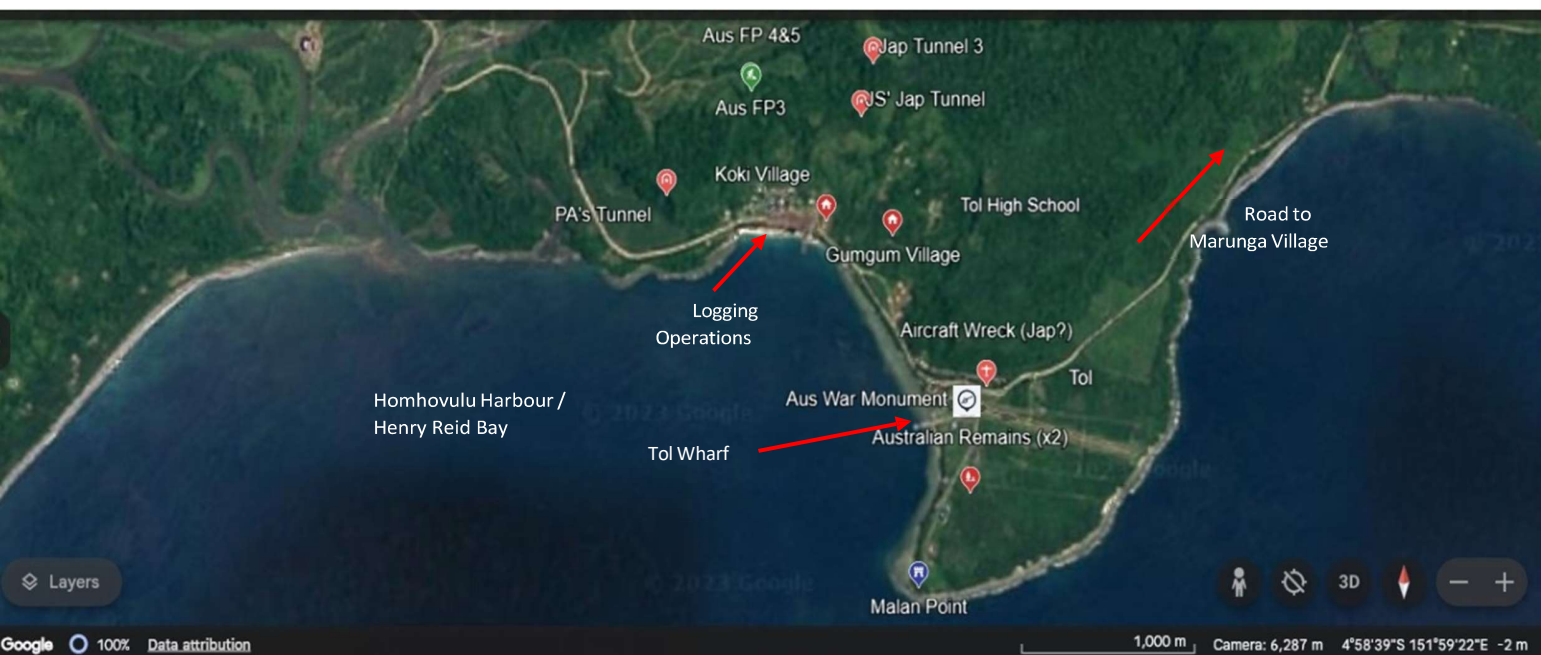 Aus FP 4&5
Jap Tunnel 3
Aus FP3
JS' Jap Tunnel
Koki Village
PA's Tunnel
Tol High School
Gumgum Village
Road to
Marunga Village
Logging
Operations
Aircraft Wreck (Jap?)
Tol
Homhovulu Harbour /
Henry Reid Bay
Aus War Monument
Australian Remains (x2)
Tol Wharf
© 2023 Google
© 2023 Google
Malan Point
Layers
3D
Google 100% Data attribution
1,000 m Camera: 6,287 m 4°58'39"S 151°59'22"E -2 m